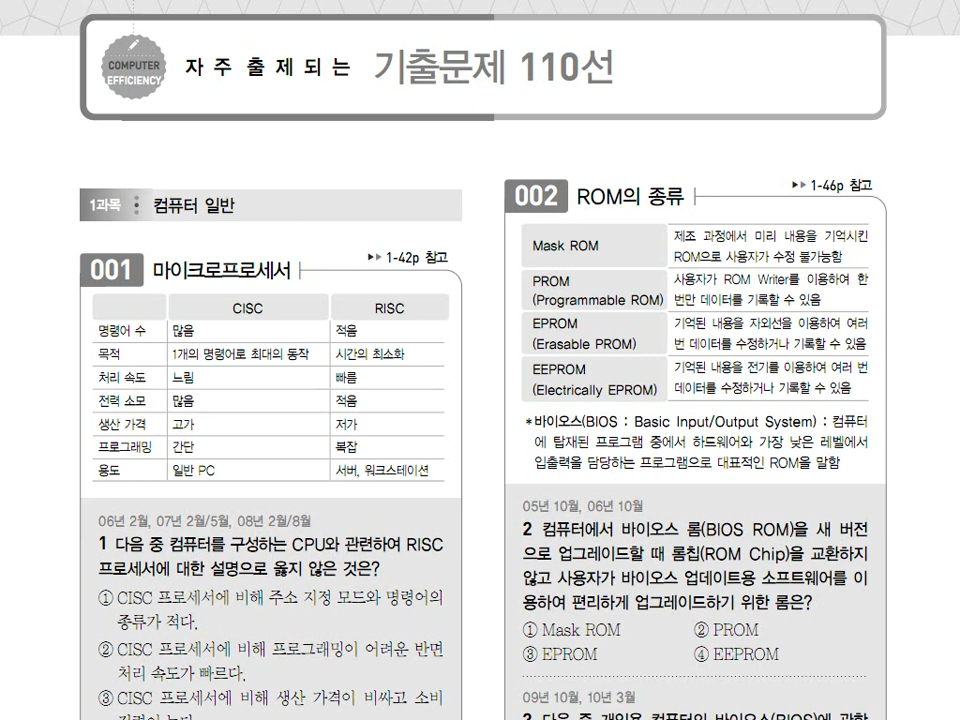 COMPUTER
EFFICIENCY
자주 출제되는 기출문제 110선
1과목 컴퓨터 일반
001 마이크로프로세서 ▶▶ 1-42p 참고
CISC RISC
명령어 수 많음 적음
목적 1개의 명령어로 최대의 동작 시간의 최소화
처리 속도 느림 빠름
전력 소모 많음 적음
생산 가격 고가 저가
프로그래밍 간단 복잡
용도 일반 PC 서버, 워크스테이션
06년 2월, 07년 2월/5월, 08년 2월/8월
1 다음 중 컴퓨터를 구성하는 CPU와 관련하여 RISC
프로세서에 대한 설명으로 옳지 않은 것은?
① CISC 프로세서에 비해 주소 지정 모드와 명령어의
종류가 적다.
② CISC 프로세서에 비해 프로그래밍이 어려운 반면
처리 속도가 빠르다.
③ CISC 프로세서에 비해 생산 가격이 비싸고 소비
002 ROM의 종류 ▶▶ 1-46p 참고
Mask ROM 제조 과정에서 미리 내용을 기억시킨
ROM으로 사용자가 수정 불가능함
PROM 사용자가 ROM Writer를 이용하여 한
(Programmable ROM) 번만 데이터를 기록할 수 있음
EPROM 기억된 내용을 자외선을 이용하여 여러
(Erasable PROM) 번 데이터를 수정하거나 기록할 수 있음
EEPROM 기억된 내용을 전기를 이용하여 여러 번
(Electrically EPROM) 데이터를 수정하거나 기록할 수 있음
*바이오스(BIOS : Basic Input/Output System) : 컴퓨터
에 탑재된 프로그램 중에서 하드웨어와 가장 낮은 레벨에서
입출력을 담당하는 프로그램으로 대표적인 ROM을 말함
05년 10월, 06년 10월
2 컴퓨터에서 바이오스 롬(BIOS ROM)을 새 버전
으로 업그레이드할 때 롬칩(ROM Chip)을 교환하지
않고 사용자가 바이오스 업데이트용 소프트웨어를 이
용하여 편리하게 업그레이드하기 위한 롬은?
① Mask ROM ② PROM
③ EPROM ④ EEPROM
09년 10월, 10년 3월
3 다음 중 개인용 컴퓨터의 바이오스(BIOS)에 관한